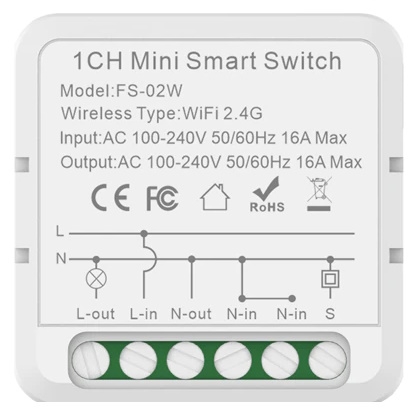 1CH Mini Smart Switch
Model:FS-02W
Wireless Type:WiFi 2.4G
Input:AC 100-240V 50/60Hz 16A Max
Output:AC 100-240V 50/60Hz 16A Max
CE FC RoHS
L
N
L-out L-in N-out N-in N-in S